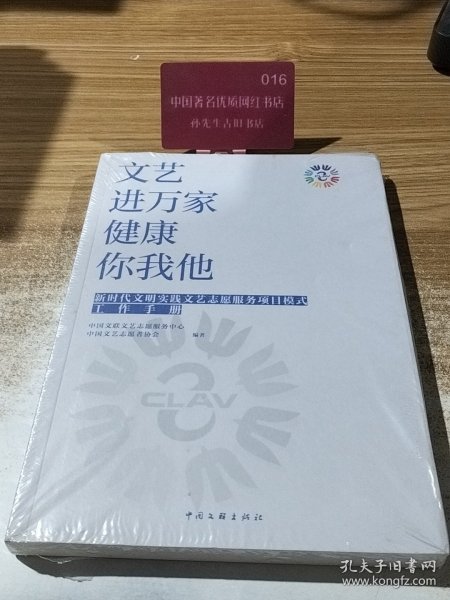 016
中国著名优质网红书店
孙先生古旧书店
文艺
进万家
健康
你我他
新时代文明实践文艺志愿服务项目模式
工作手册
中国文联文艺志愿服务中心
中国文艺志愿者协会 编著
CLAV
中国文联出版社
孔夫子旧书网
www.kongfz.com